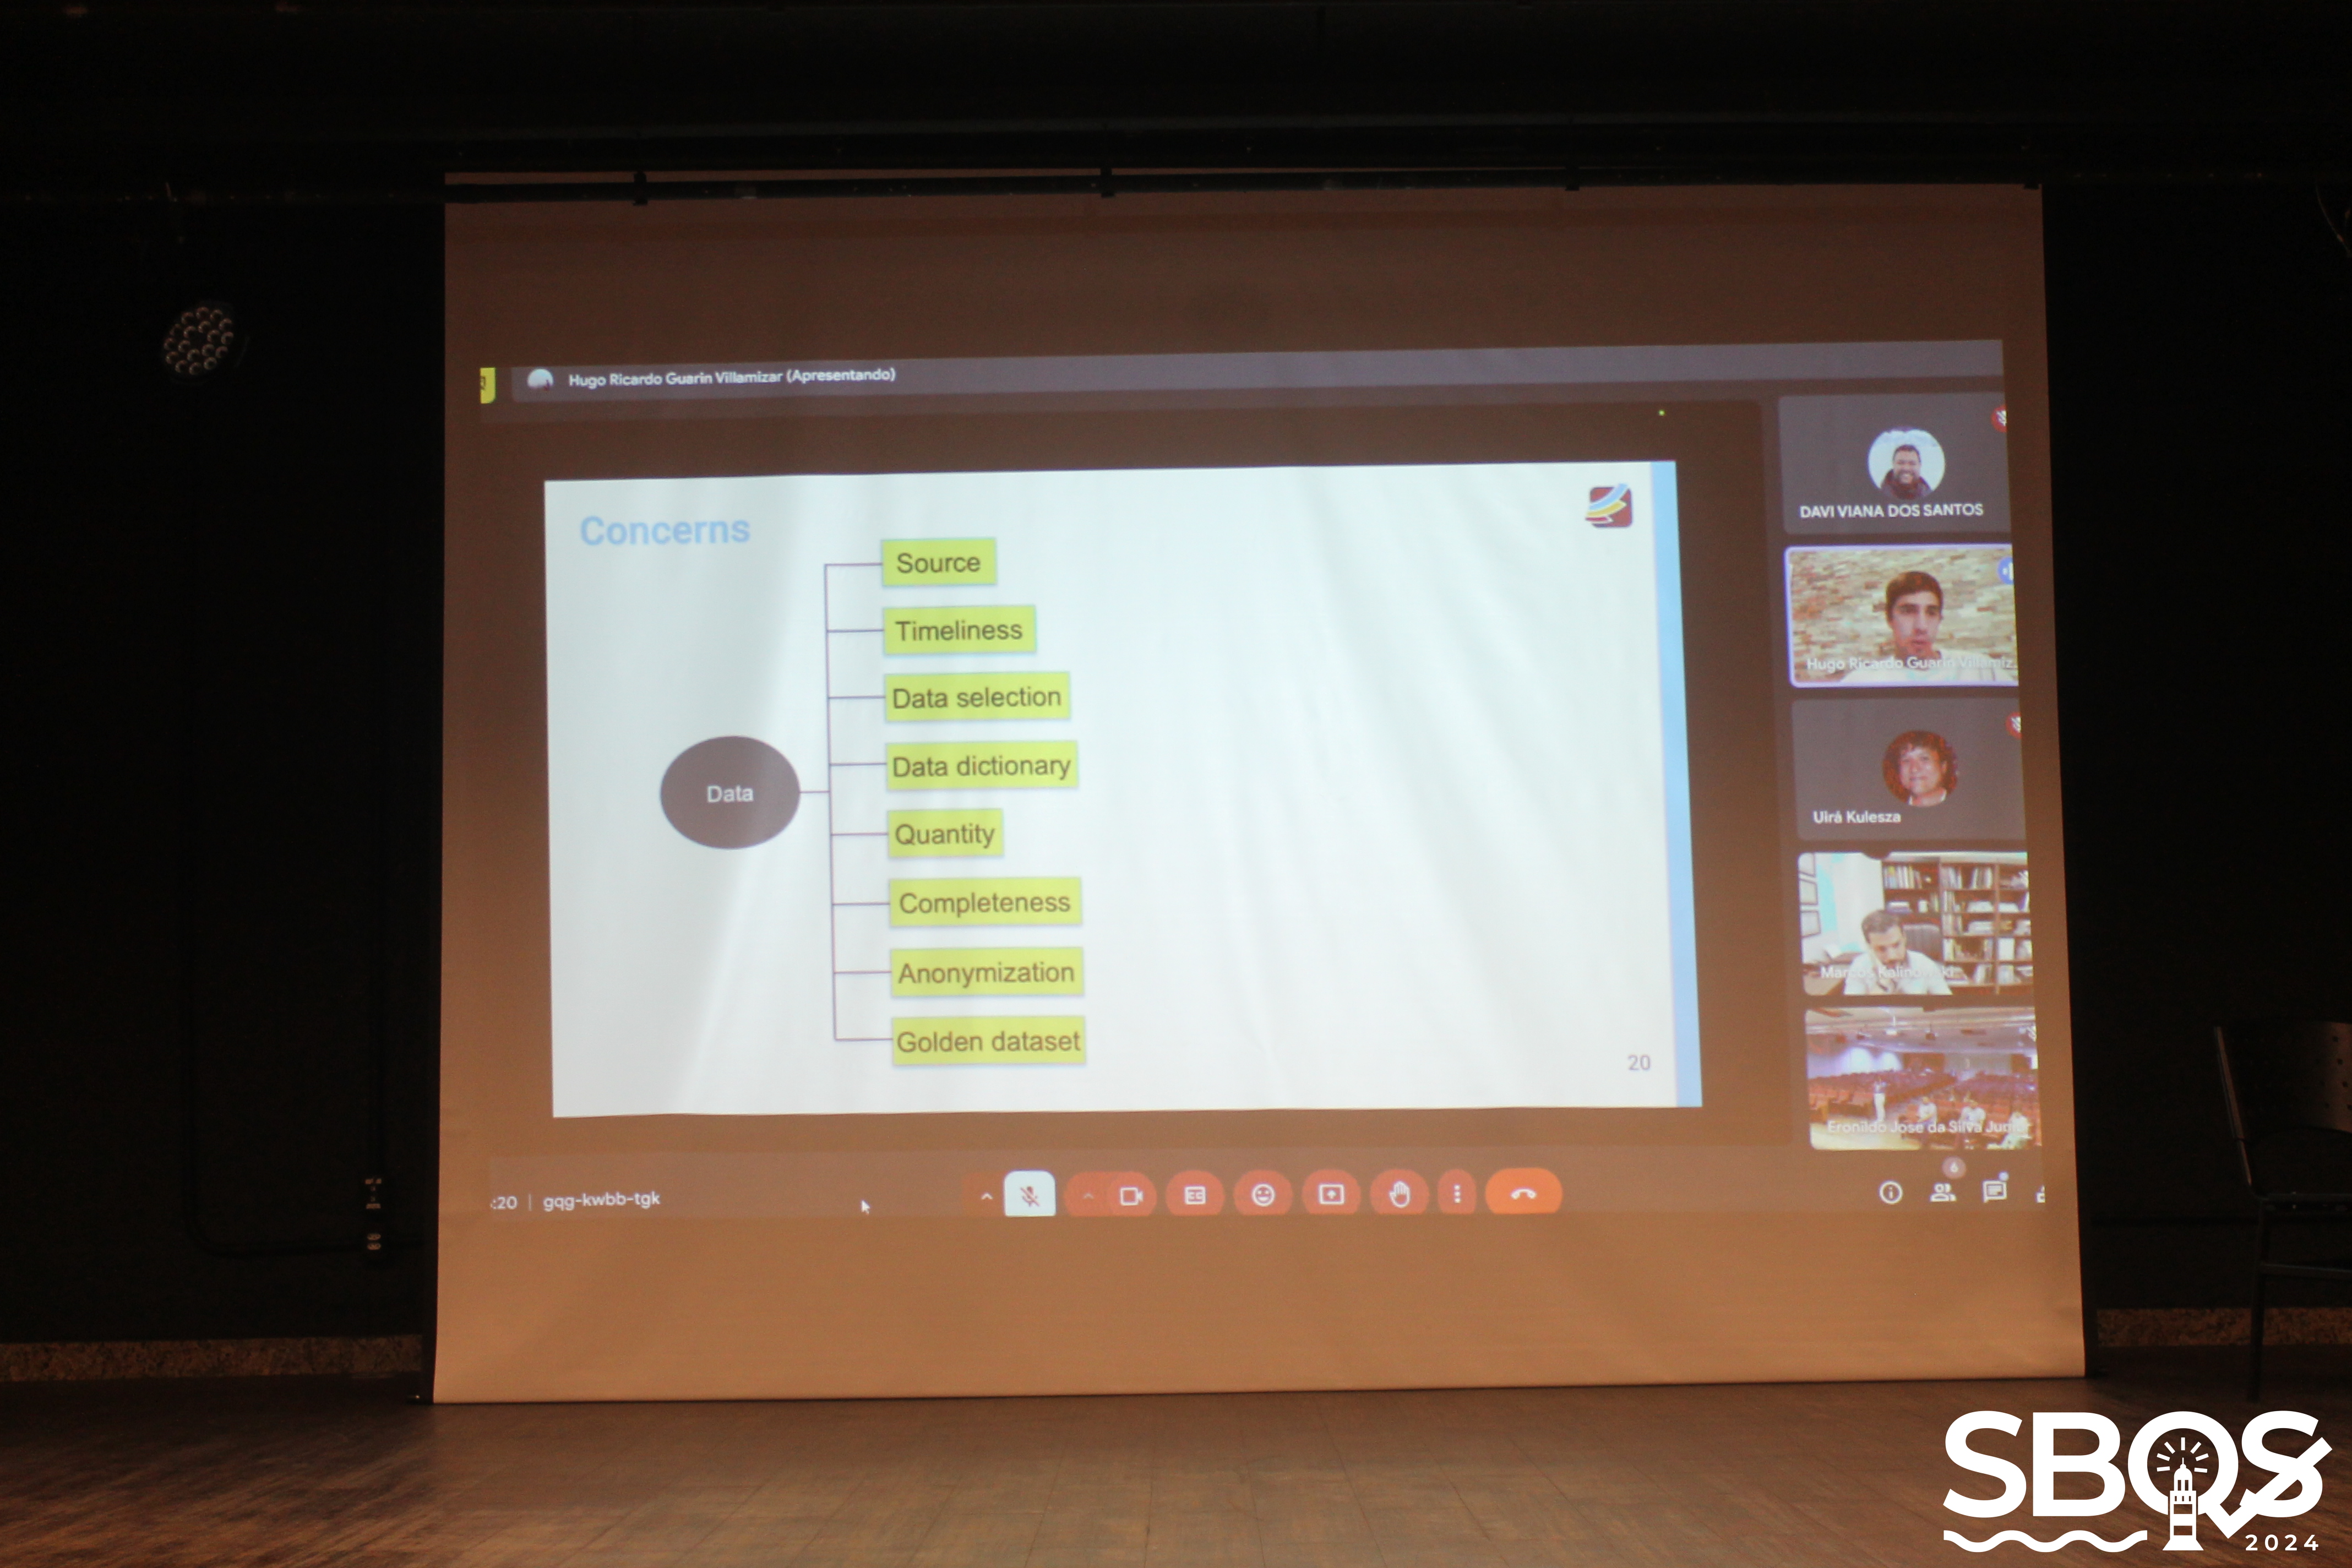 Hugo Ricardo Guarin Villamizar (Apresentando)
Concerns
Data
Source
Timeliness
Data selection
Data dictionary
Quantity
Completeness
Anonymization
Golden dataset
20
DAVI VIANA DOS SANTOS
Hugo Ricardo Guarin Villamiz...
Uirá Kulesza
Marcos Kalinowski
Eronildo Jose da Silva Juni
:20 | gqg-kwbb-tgk
6
SBQS
2024